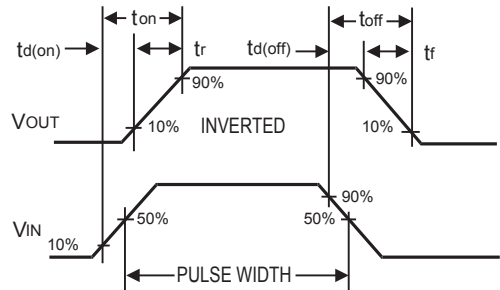 ton
toff
td(on)
tr
td(off)
tf
90%
90%
VOUT
10%
INVERTED
10%
90%
50%
50%
VIN
10%
PULSE WIDTH